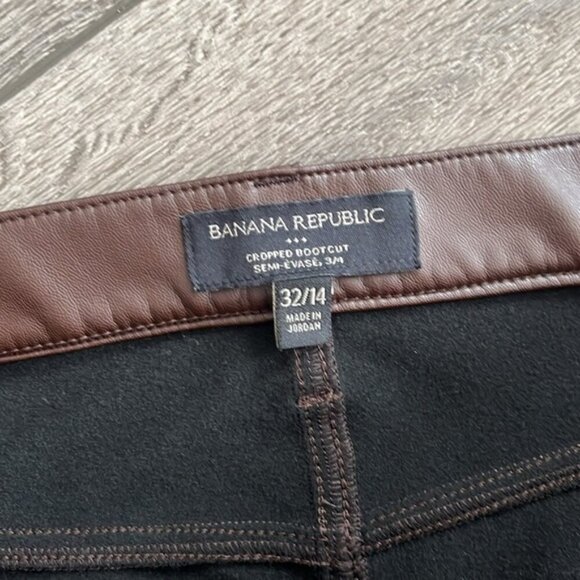 BANANA REPUBLIC
CROPPED BOOTCUT
SEMI-ÉVASÉ, 3/4
32/14
MADE IN
JORDAN